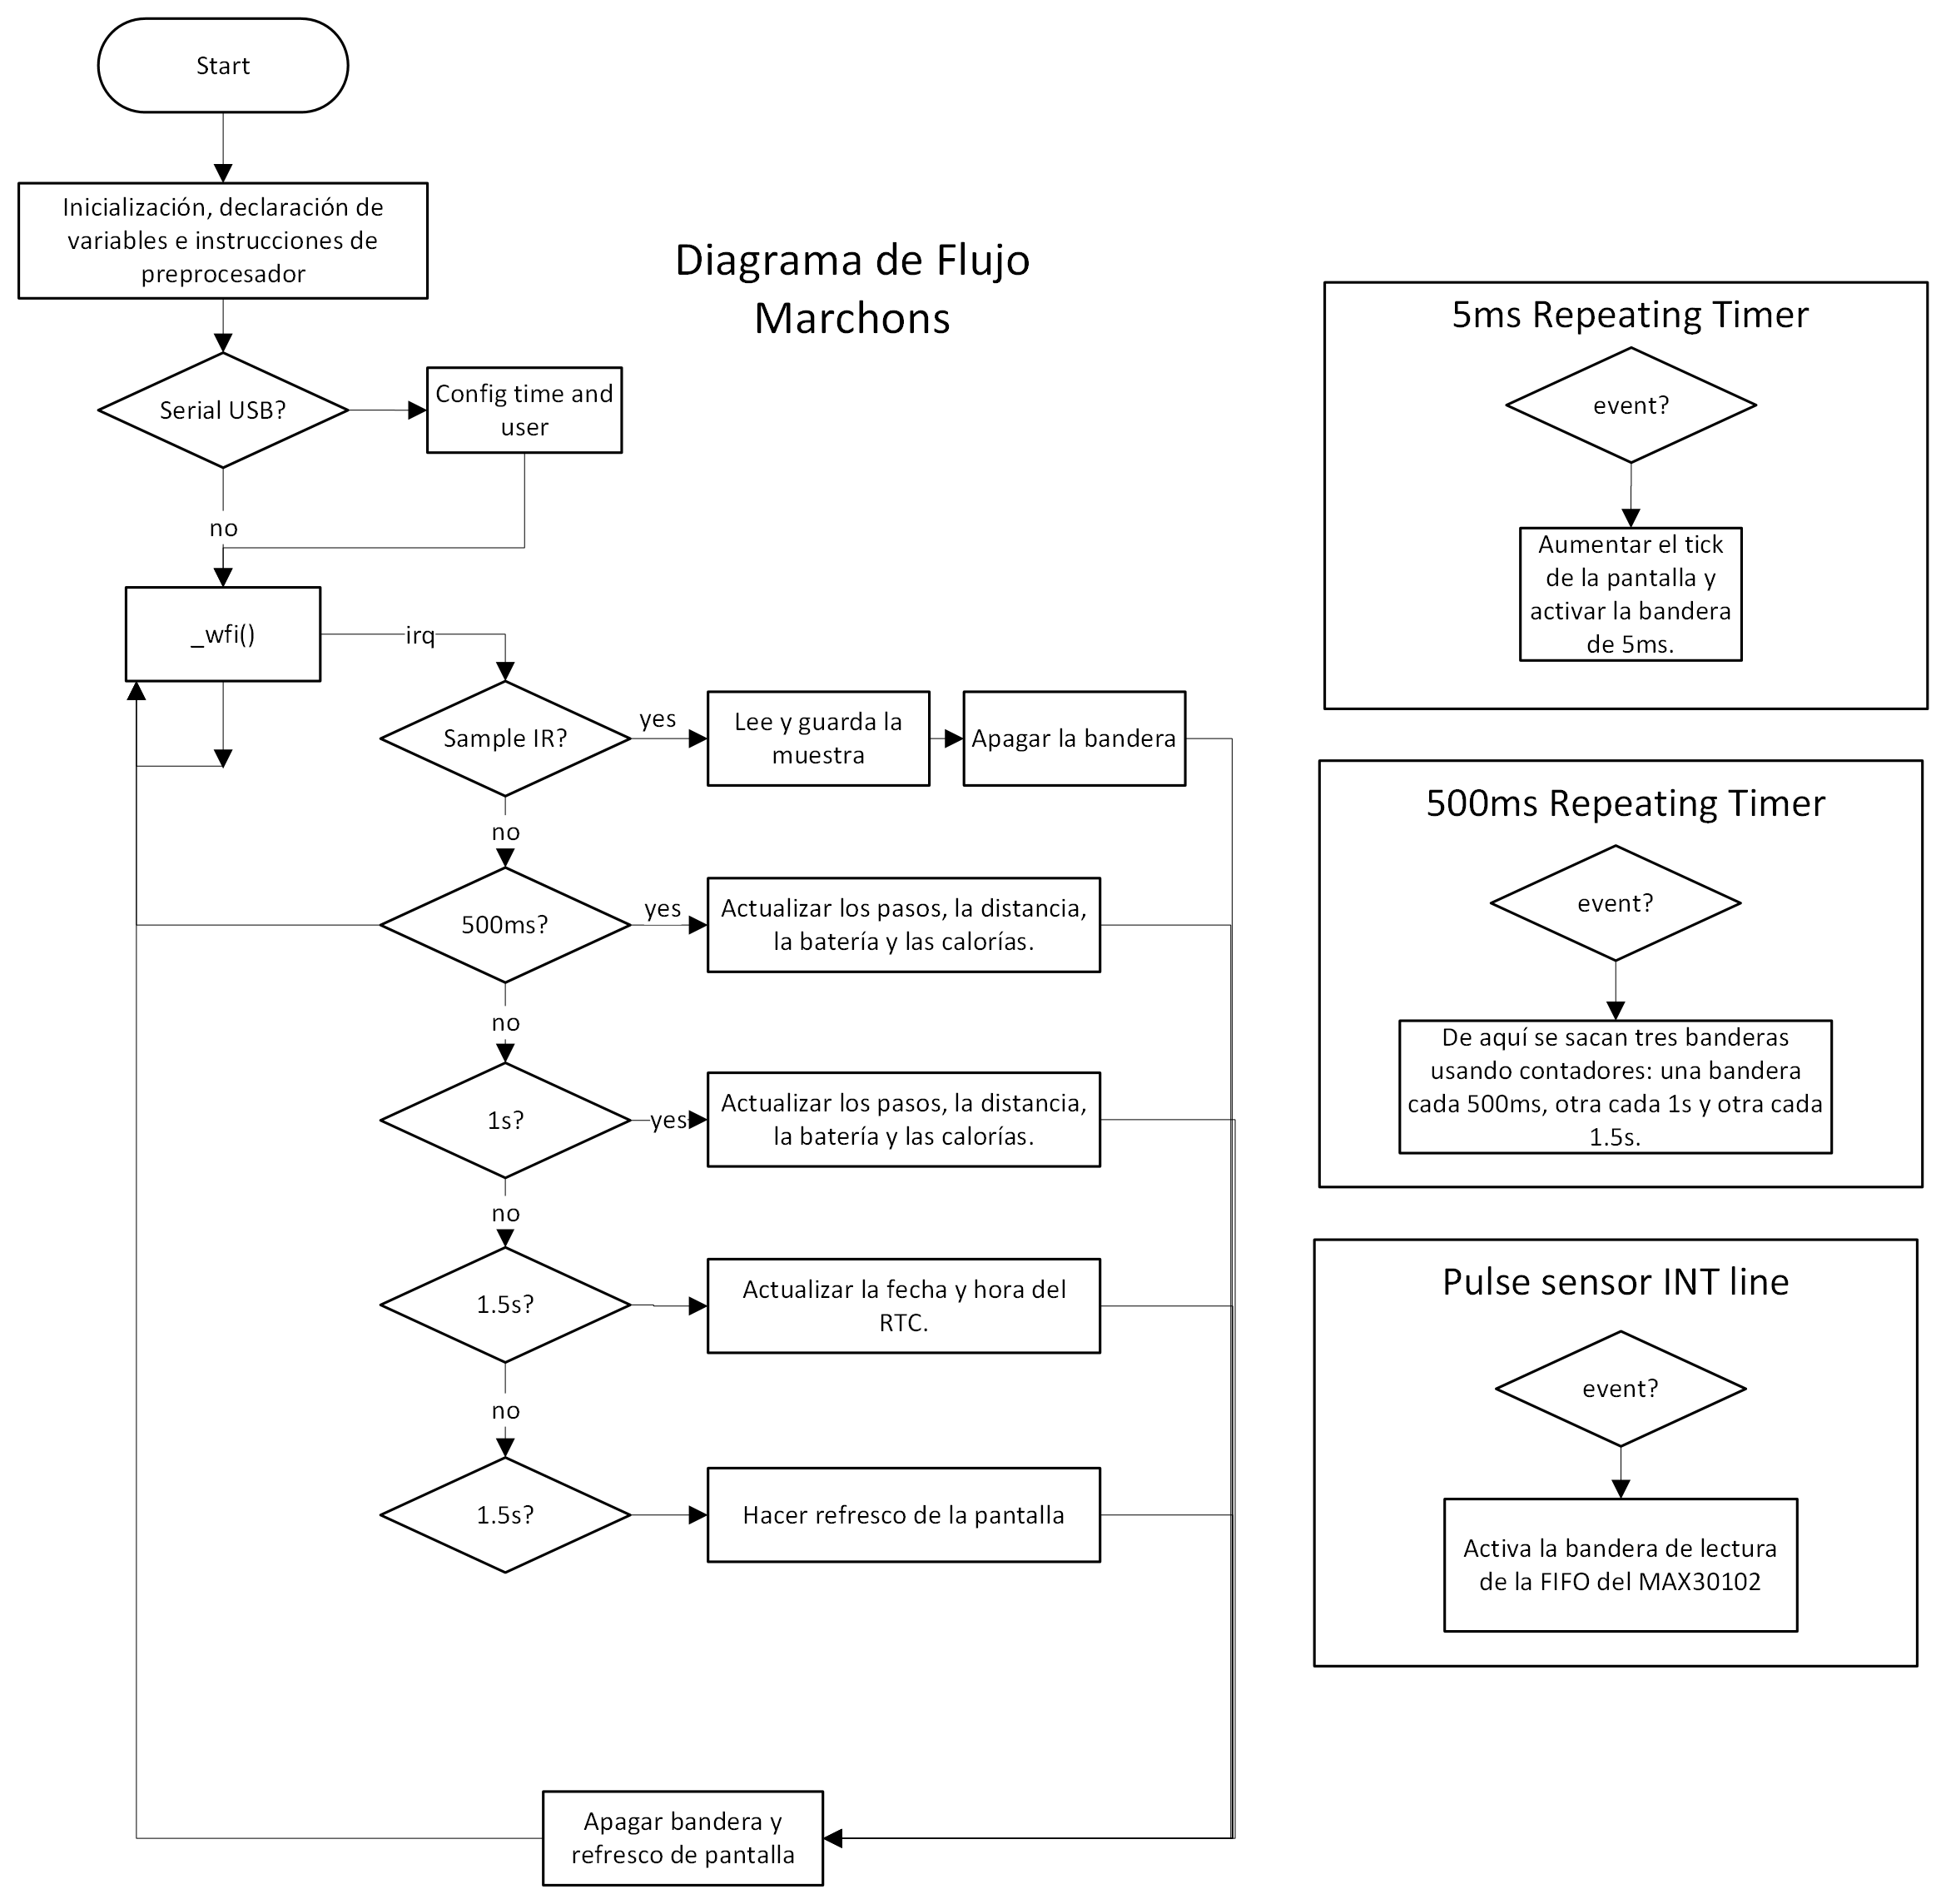 Start
Inicialización, declaración de
variables e instrucciones de
preprocesador
Diagrama de Flujo
Marchons
Serial USB?
Config time and
user
no
_wfi()
irq
Sample IR?
yes
Lee y guarda la
muestra
Apagar la bandera
no
500ms?
yes
Actualizar los pasos, la distancia,
la batería y las calorías.
no
1s?
yes
Actualizar los pasos, la distancia,
la batería y las calorías.
no
1.5s?
Actualizar la fecha y hora del
RTC.
no
1.5s?
Hacer refresco de la pantalla
Apagar bandera y
refresco de pantalla
5ms Repeating Timer
event?
Aumentar el tick
de la pantalla y
activar la bandera
de 5ms.
500ms Repeating Timer
event?
De aquí se sacan tres banderas
usando contadores: una bandera
cada 500ms, otra cada 1s y otra cada
1.5s.
Pulse sensor INT line
event?
Activa la bandera de lectura
de la FIFO del MAX30102